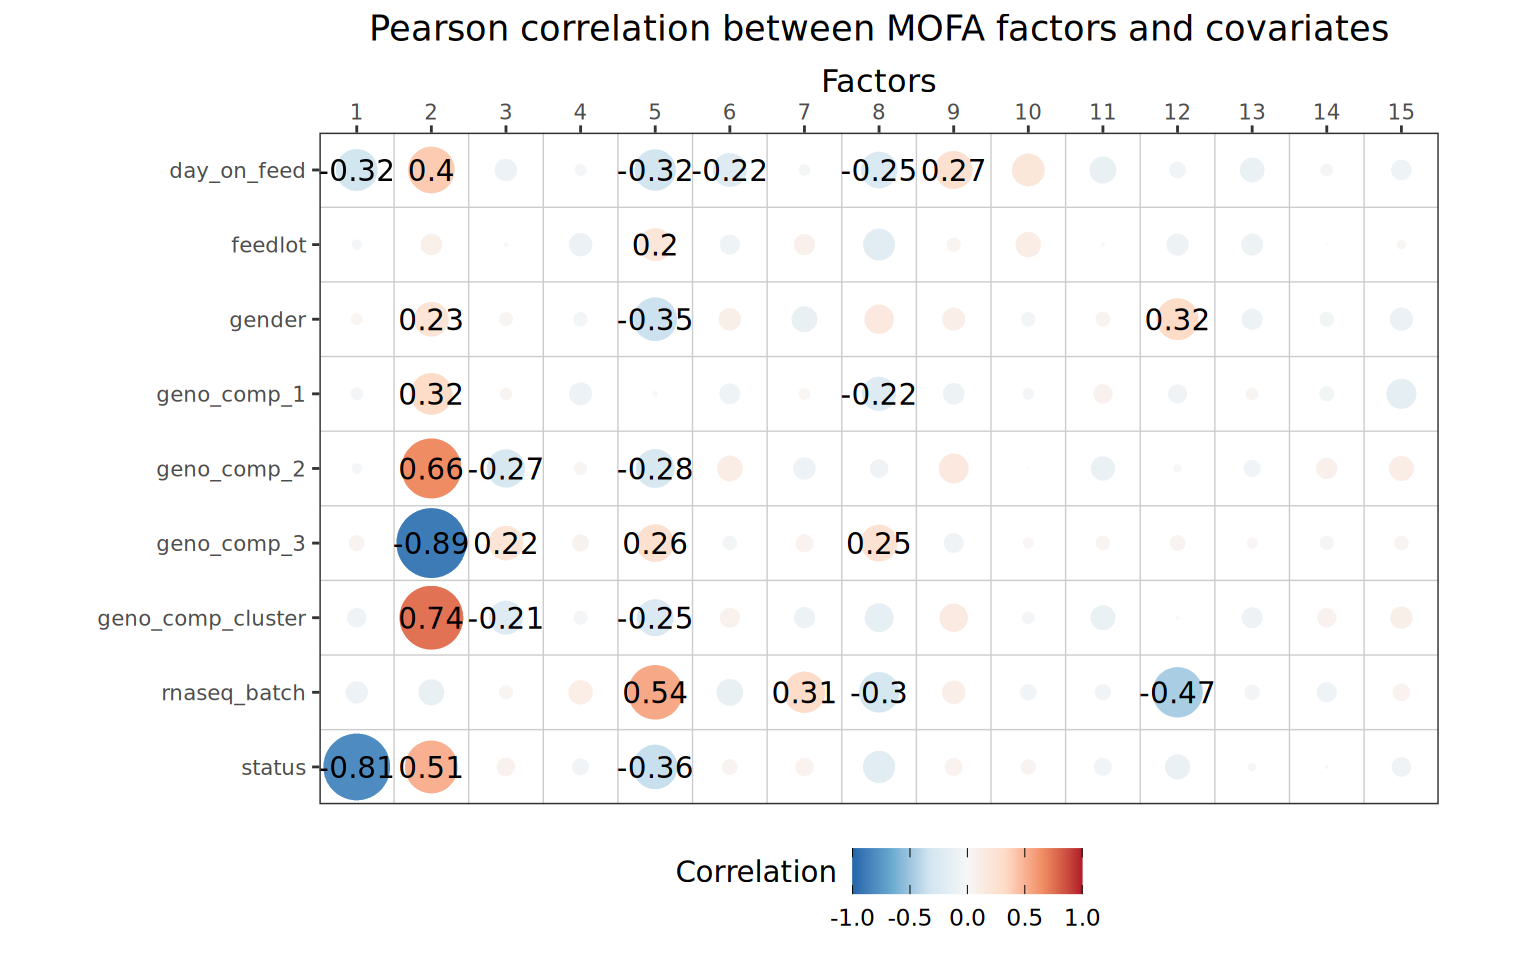 Pearson correlation between MOFA factors and covariates
Factors
1 2 3 4 5 6 7 8 9 10 11 12 13 14 15
day_on_feed -0.32 0.4 -0.32 -0.22 -0.25 0.27
feedlot 0.2
gender 0.23 -0.35 0.32
geno_comp_1 0.32 -0.22
geno_comp_2 0.66 -0.27 -0.28
geno_comp_3 -0.89 0.22 0.26 0.25
geno_comp_cluster 0.74 -0.21 -0.25
rnaseq_batch 0.54 0.31 -0.3 -0.47
status -0.81 0.51 -0.36
Correlation
-1.0 -0.5 0.0 0.5 1.0